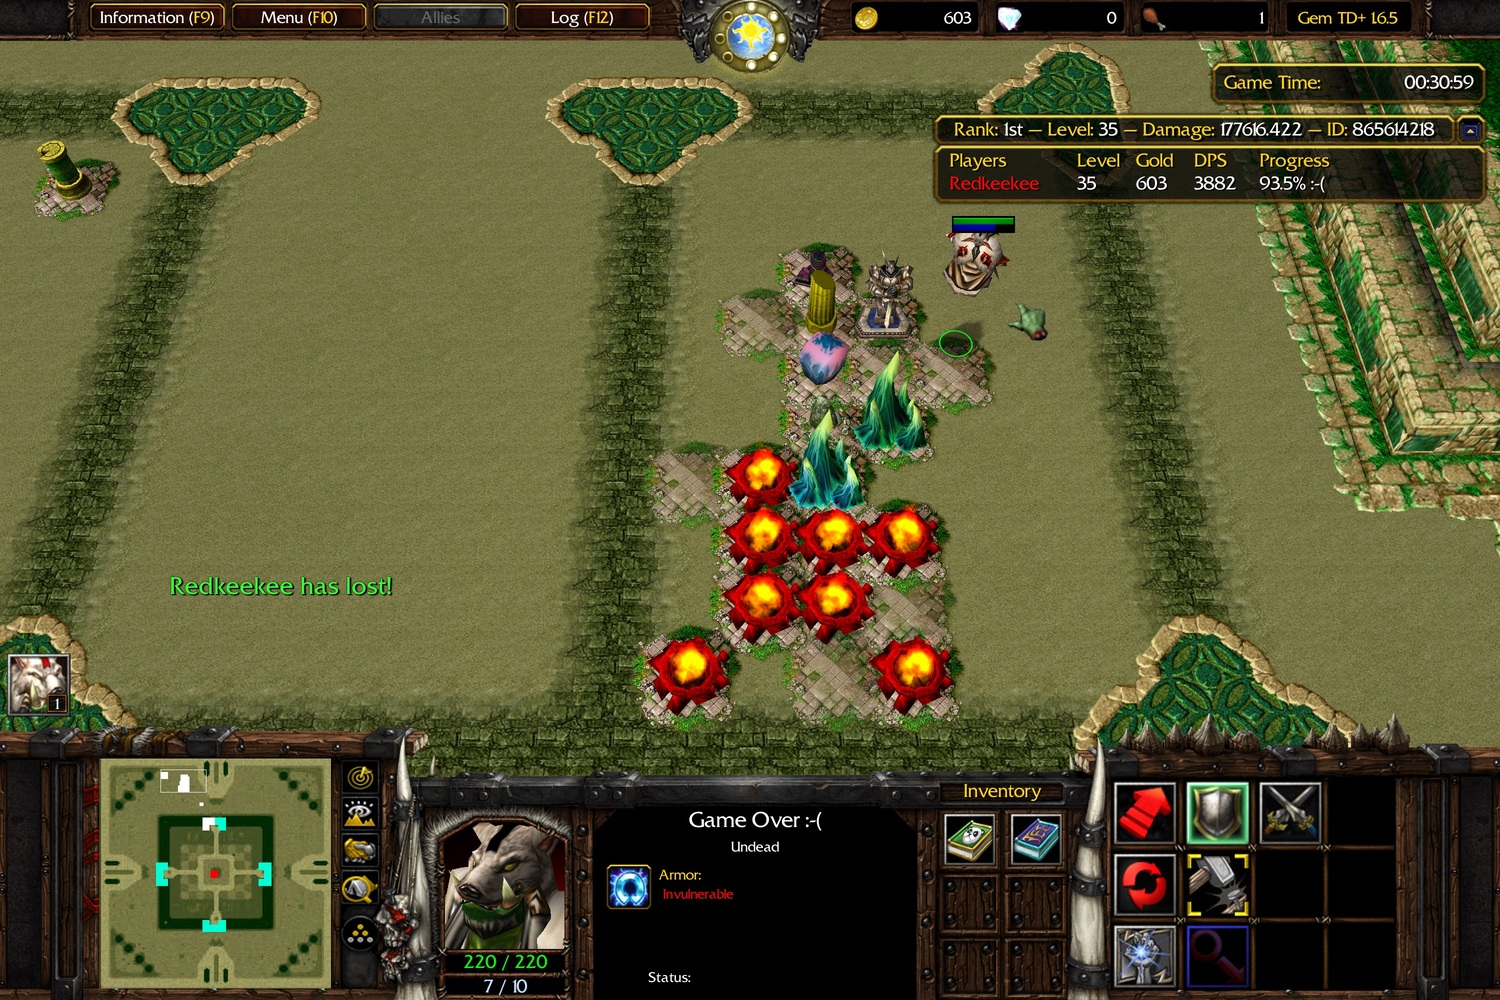 Information (F9) Menu (F10) Allies Log (F12) 603 0 1 Gem TD+ 16.5
Game Time: 00:30:59
Rank: 1st — Level: 35 — Damage: 177616.422 — ID: 865614218
Players Level Gold DPS Progress
Redkeekee 35 603 3882 93.5% :-(
Redkeekee has lost!
1
Game Over :-(
Undead
Armor:
Invulnerable
Status:
220 / 220
7 / 10
Inventory